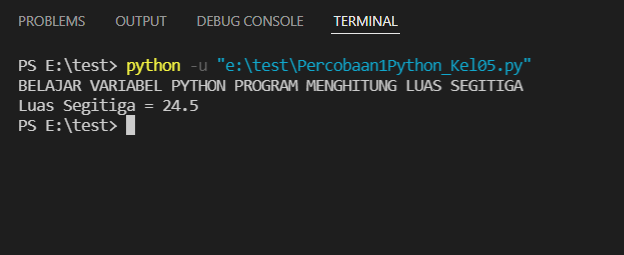 PROBLEMS OUTPUT DEBUG CONSOLE TERMINAL
PS E:\test> python -u "e:\test\Percobaan1Python_Kel05.py"
BELAJAR VARIABEL PYTHON PROGRAM MENGHITUNG LUAS SEGITIGA
Luas Segitiga = 24.5
PS E:\test>